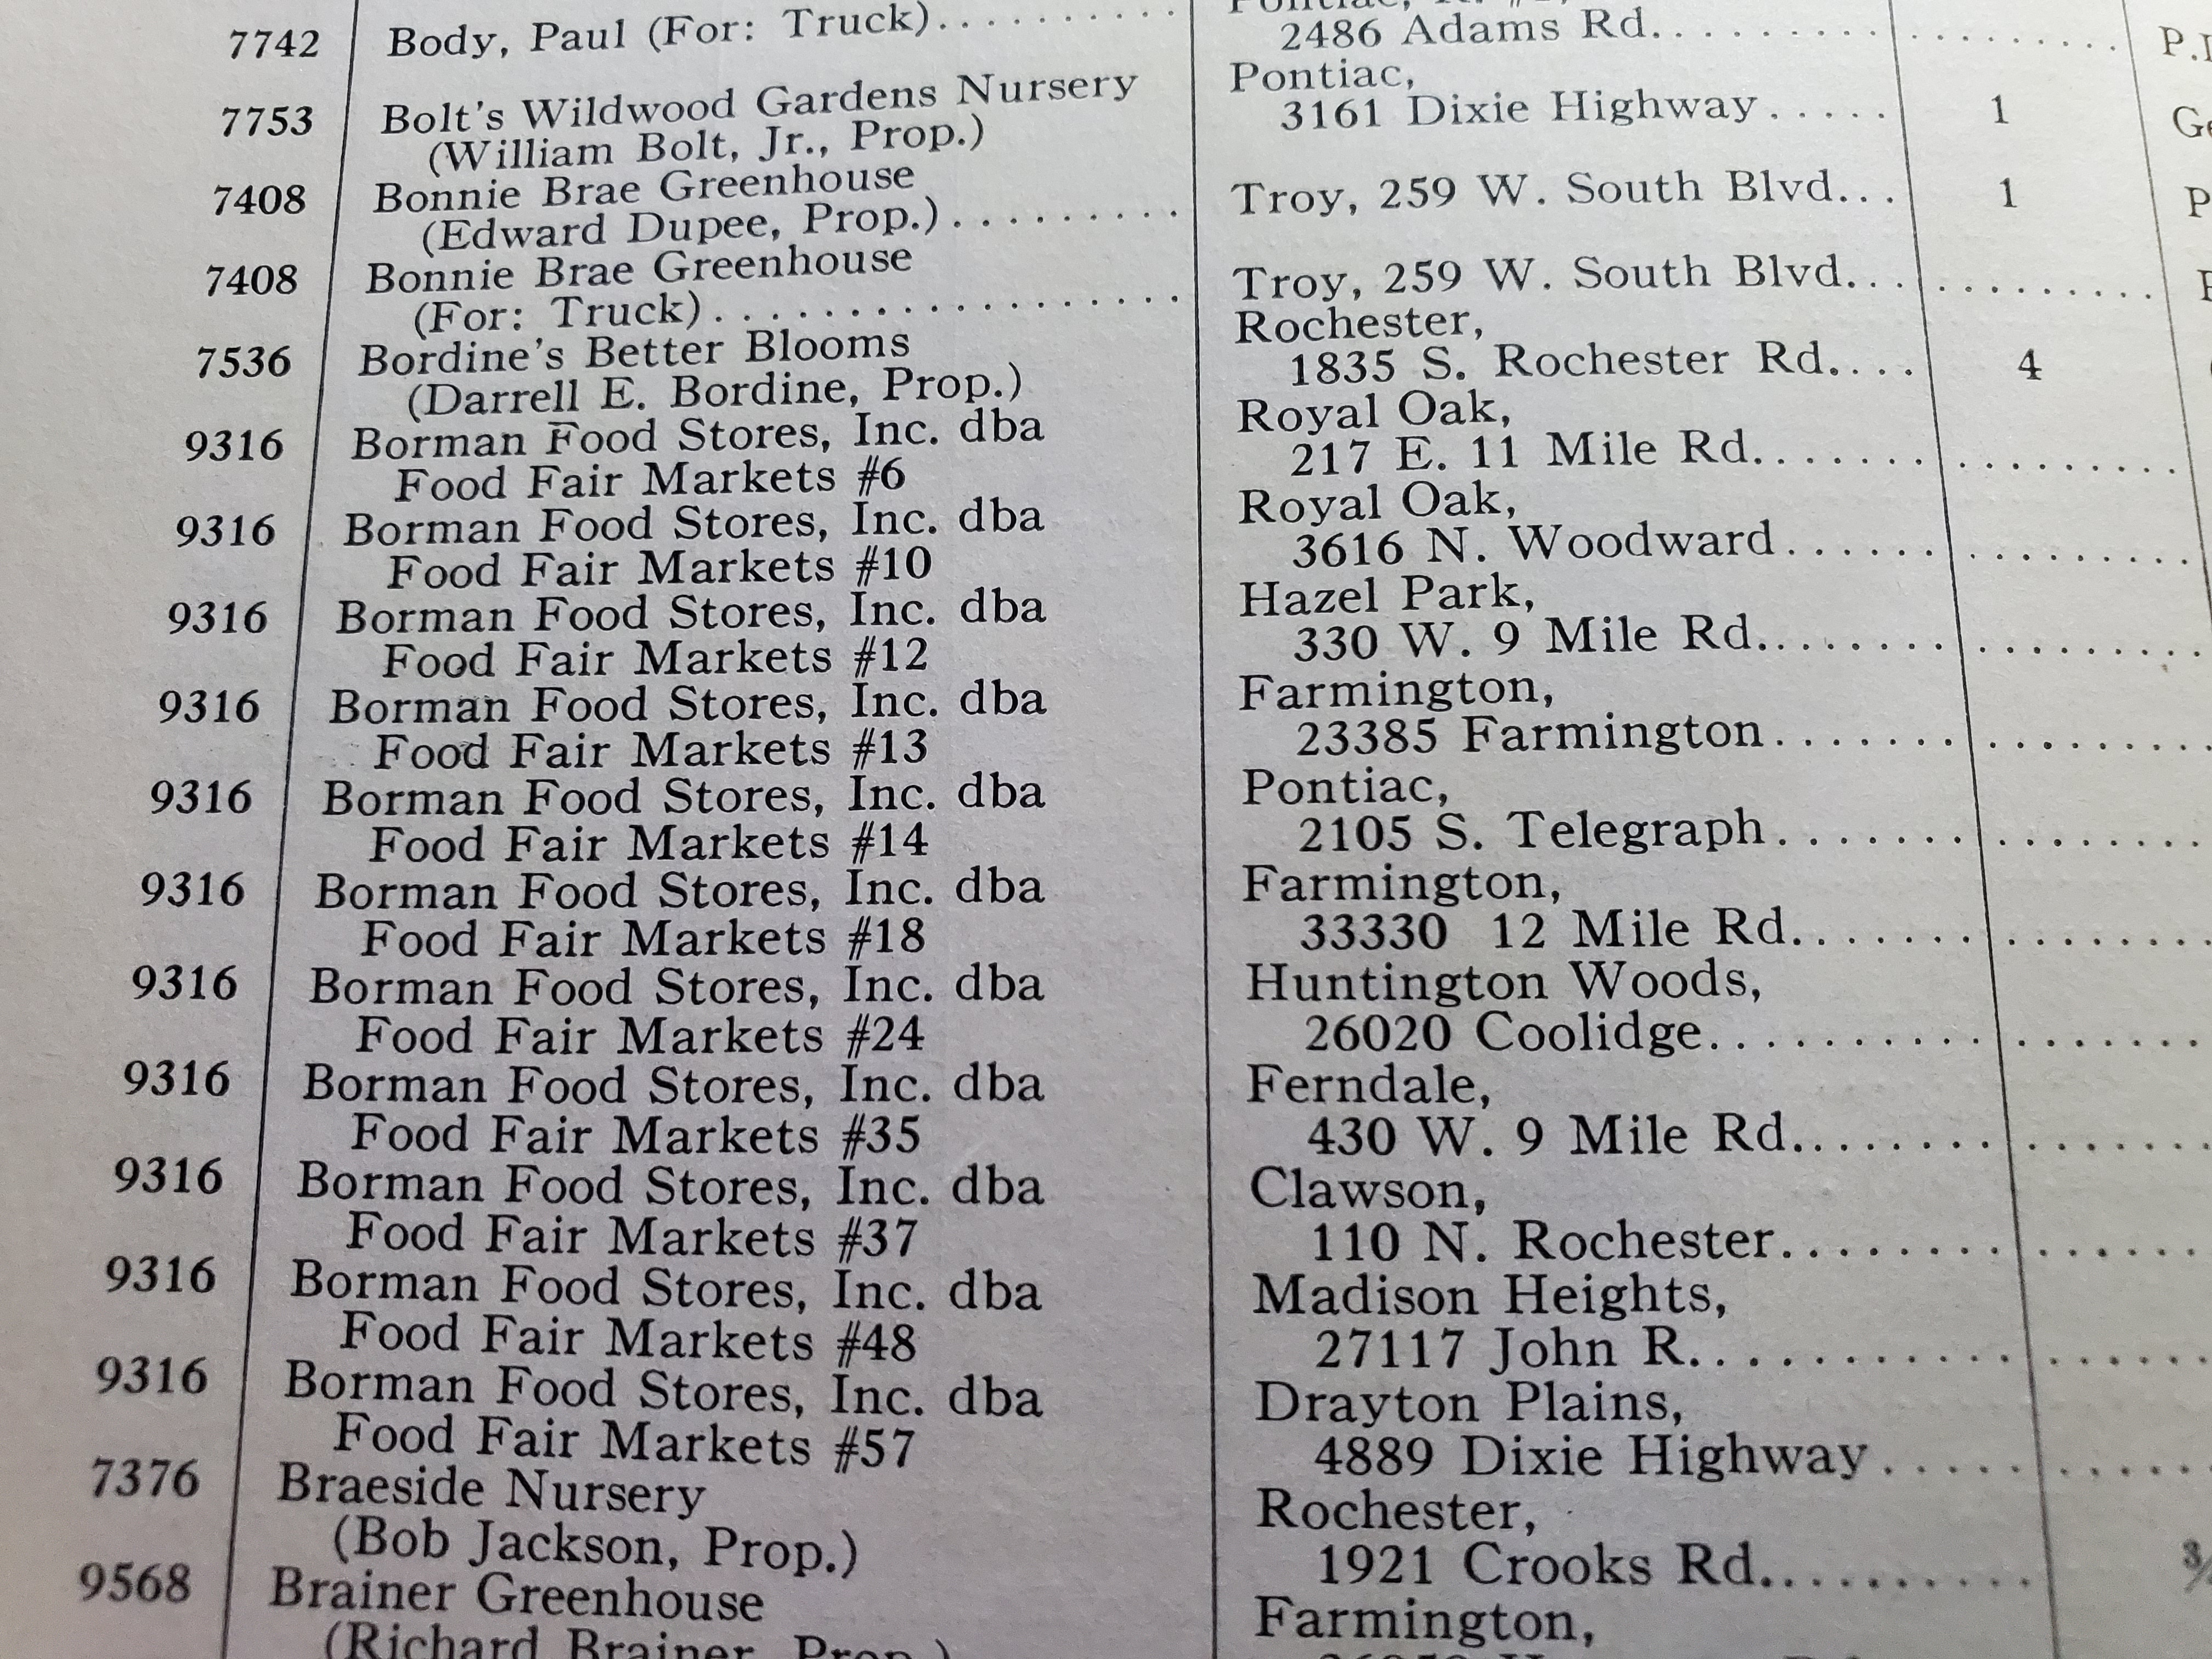 7742 Body, Paul (For: Truck).......... 2486 Adams Rd.................... P.I
7753 Bolt's Wildwood Gardens Nursery Pontiac,
(William Bolt, Jr., Prop.) 3161 Dixie Highway..... 1
7408 Bonnie Brae Greenhouse
(Edward Dupee, Prop.)......... Troy, 259 W. South Blvd... 1 P
7408 Bonnie Brae Greenhouse
(For: Truck)................. Troy, 259 W. South Blvd.............
7536 Bordine's Better Blooms Rochester,
(Darrell E. Bordine, Prop.) 1835 S. Rochester Rd.... 4
9316 Borman Food Stores, Inc. dba Royal Oak,
Food Fair Markets #6 217 E. 11 Mile Rd..................
9316 Borman Food Stores, Inc. dba Royal Oak,
Food Fair Markets #10 3616 N. Woodward.................
9316 Borman Food Stores, Inc. dba Hazel Park,
Food Fair Markets #12 330 W. 9 Mile Rd...................
9316 Borman Food Stores, Inc. dba Farmington,
Food Fair Markets #13 23385 Farmington.................
9316 Borman Food Stores, Inc. dba Pontiac,
Food Fair Markets #14 2105 S. Telegraph.................
9316 Borman Food Stores, Inc. dba Farmington,
Food Fair Markets #18 33330 12 Mile Rd.................
9316 Borman Food Stores, Inc. dba Huntington Woods,
Food Fair Markets #24 26020 Coolidge...................
9316 Borman Food Stores, Inc. dba Ferndale,
Food Fair Markets #35 430 W. 9 Mile Rd.................
9316 Borman Food Stores, Inc. dba Clawson,
Food Fair Markets #37 110 N. Rochester...............
9316 Borman Food Stores, Inc. dba Madison Heights,
Food Fair Markets #48 27117 John R...................
9316 Borman Food Stores, Inc. dba Drayton Plains,
Food Fair Markets #57 4889 Dixie Highway...........
7376 Braeside Nursery Rochester,
(Bob Jackson, Prop.) 1921 Crooks Rd...........
9568 Brainer Greenhouse Farmington,
(Richard Brainer, Prop.)